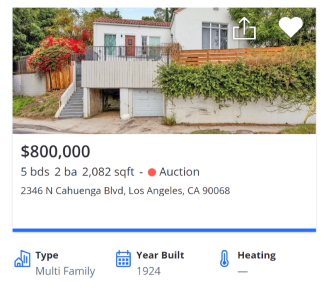 $800,000
5 bds 2 ba 2,082 sqft - Auction
2346 N Cahuenga Blvd, Los Angeles, CA 90068
Type
Multi Family
Year Built
1924
Heating
—